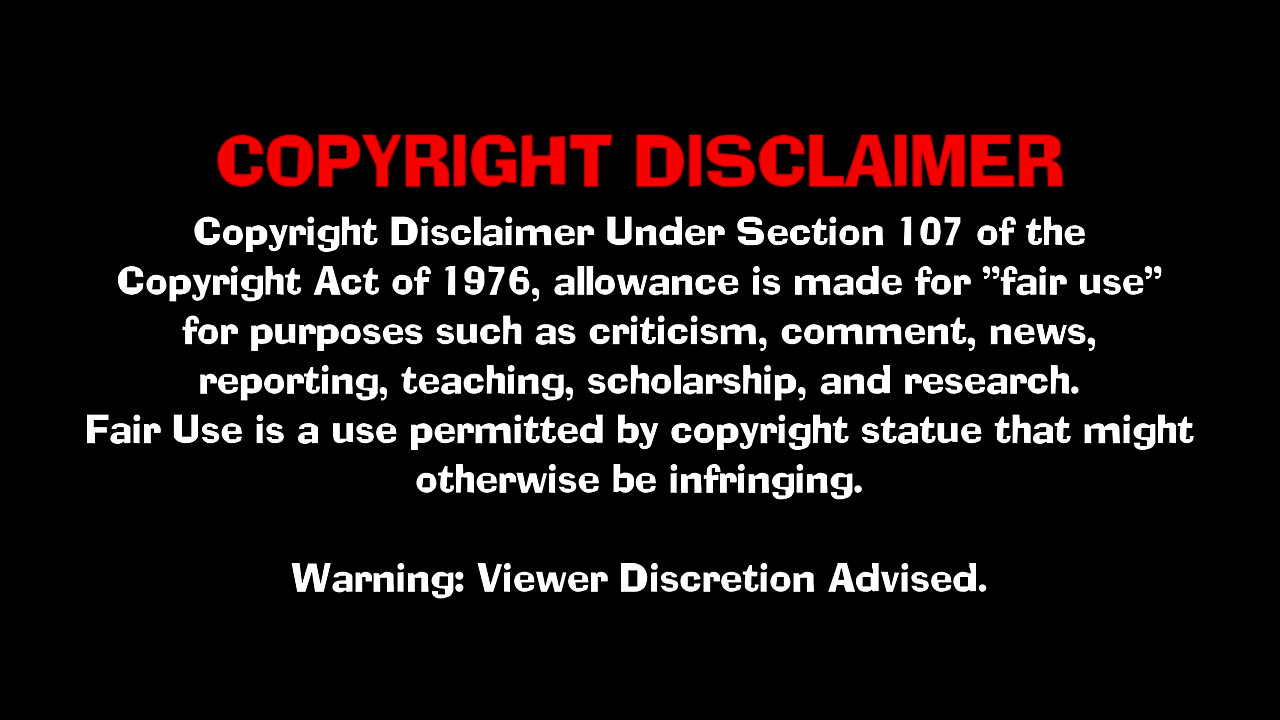 COPYRIGHT DISCLAIMER
Copyright Disclaimer Under Section 107 of the
Copyright Act of 1976, allowance is made for ”fair use”
for purposes such as criticism, comment, news,
reporting, teaching, scholarship, and research.
Fair Use is a use permitted by copyright statue that might
otherwise be infringing.
Warning: Viewer Discretion Advised.